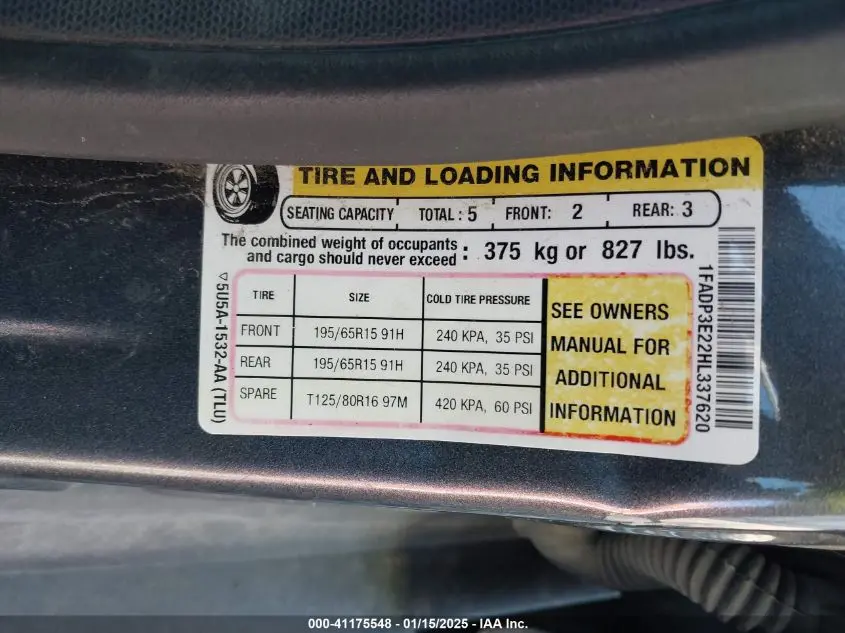 TIRE AND LOADING INFORMATION
SEATING CAPACITY TOTAL : 5 FRONT: 2 REAR: 3
The combined weight of occupants
and cargo should never exceed : 375 kg or 827 lbs.
TIRE SIZE COLD TIRE PRESSURE
FRONT 195/65R15 91H 240 KPA, 35 PSI
REAR 195/65R15 91H 240 KPA, 35 PSI
SPARE T125/80R16 97M 420 KPA, 60 PSI
SEE OWNERS
MANUAL FOR
ADDITIONAL
INFORMATION
▽5U5A-1532-AA (TLU)
1FADP3E22HL337620
000-41175548 - 01/15/2025 - IAA Inc.